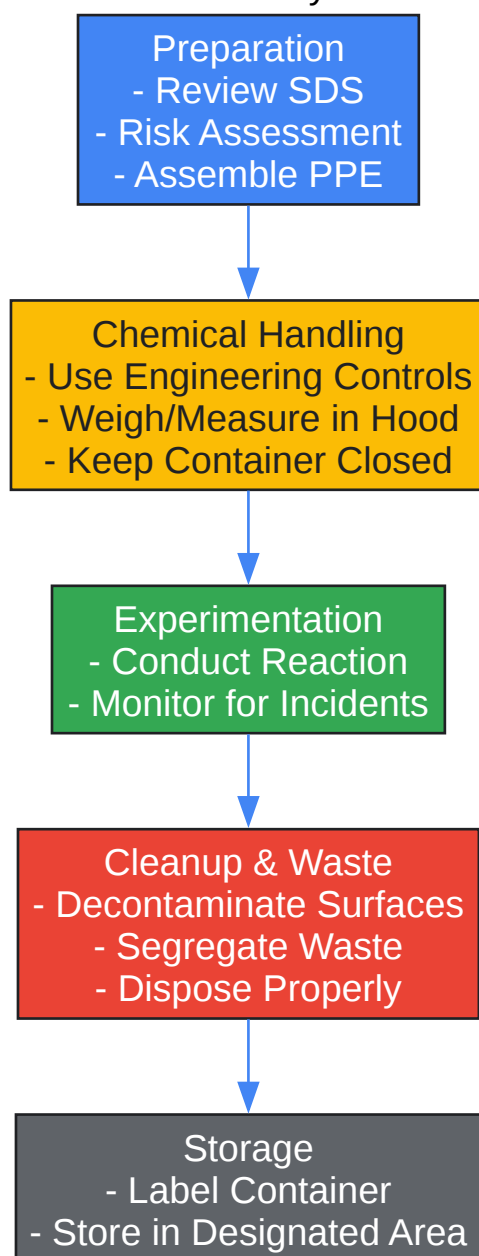 Preparation
- Review SDS
- Risk Assessment
- Assemble PPE
Chemical Handling
- Use Engineering Controls
- Weigh/Measure in Hood
- Keep Container Closed
Experimentation
- Conduct Reaction
- Monitor for Incidents
Cleanup & Waste
- Decontaminate Surfaces
- Segregate Waste
- Dispose Properly
Storage
- Label Container
- Store in Designated Area